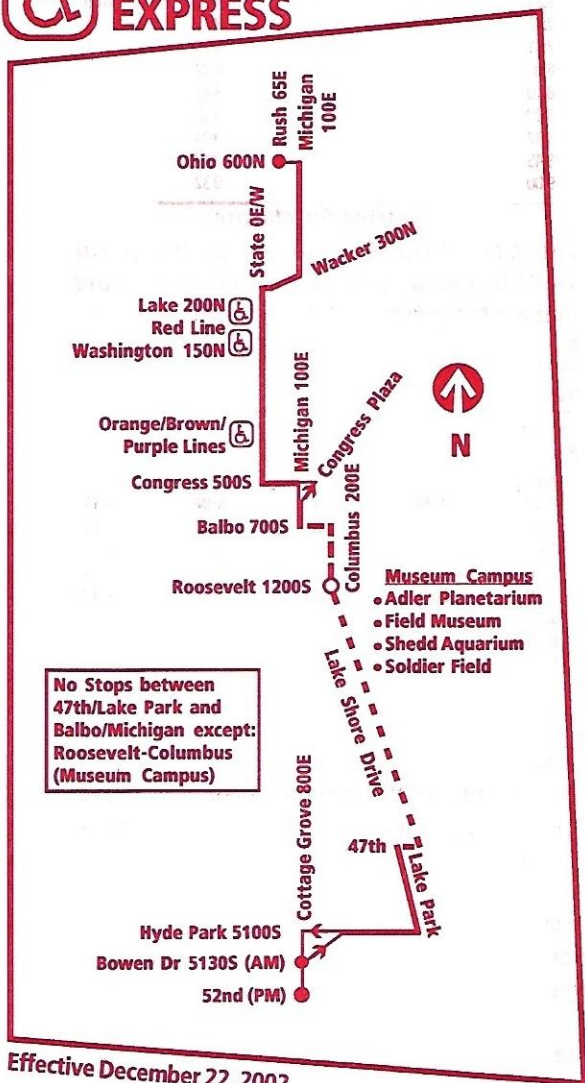 EXPRESS
Rush 65E
Michigan
100E
Ohio 600N
State 0E/W
Wacker 300N
Lake 200N
Red Line
Washington 150N
Michigan 100E
Congress Plaza
Orange/Brown/
Purple Lines
N
Congress 500S
Columbus 200E
Balbo 700S
Roosevelt 1200S
Museum Campus
• Adler Planetarium
• Field Museum
• Shedd Aquarium
• Soldier Field
Lake Shore Drive
No Stops between
47th/Lake Park and
Balbo/Michigan except:
Roosevelt-Columbus
(Museum Campus)
Cottage Grove 800E
47th
Lake Park
Hyde Park 5100S
Bowen Dr 5130S (AM)
52nd (PM)
Effective December 22, 2002